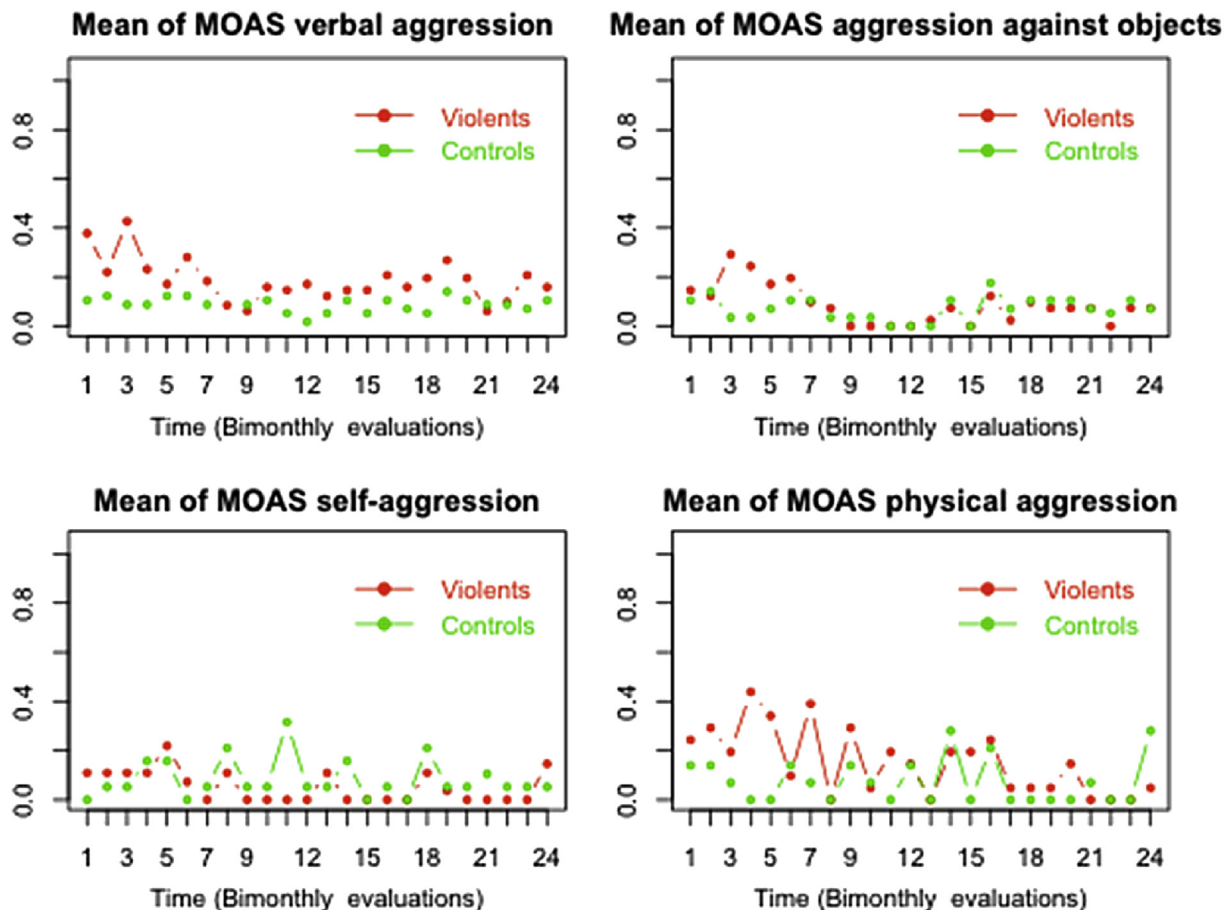 Mean of MOAS verbal aggression
0.8
0.4
0.0
Violents
Controls
1 3 5 7 9 12 15 18 21 24
Time (Bimonthly evaluations)
Mean of MOAS aggression against objects
0.8
0.4
0.0
Violents
Controls
1 3 5 7 9 12 15 18 21 24
Time (Bimonthly evaluations)
Mean of MOAS self-aggression
0.8
0.4
0.0
Violents
Controls
1 3 5 7 9 12 15 18 21 24
Time (Bimonthly evaluations)
Mean of MOAS physical aggression
0.8
0.4
0.0
Violents
Controls
1 3 5 7 9 12 15 18 21 24
Time (Bimonthly evaluations)